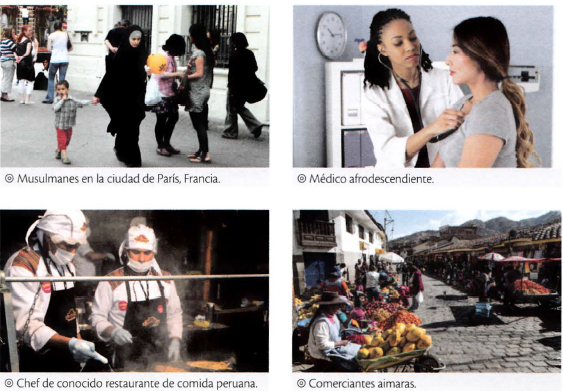 ◎ Musulmanes en la ciudad de París, Francia.
◎ Médico afrodescendiente.
◎ Chef de conocido restaurante de comida peruana.
◎ Comerciantes aimaras.